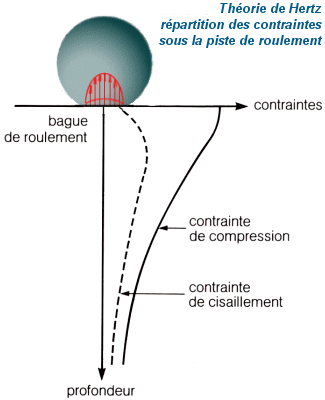 Théorie de Hertz
répartition des contraintes
sous la piste de roulement
contraintes
bague
de roulement
contrainte
de compression
contrainte
de cisaillement
profondeur